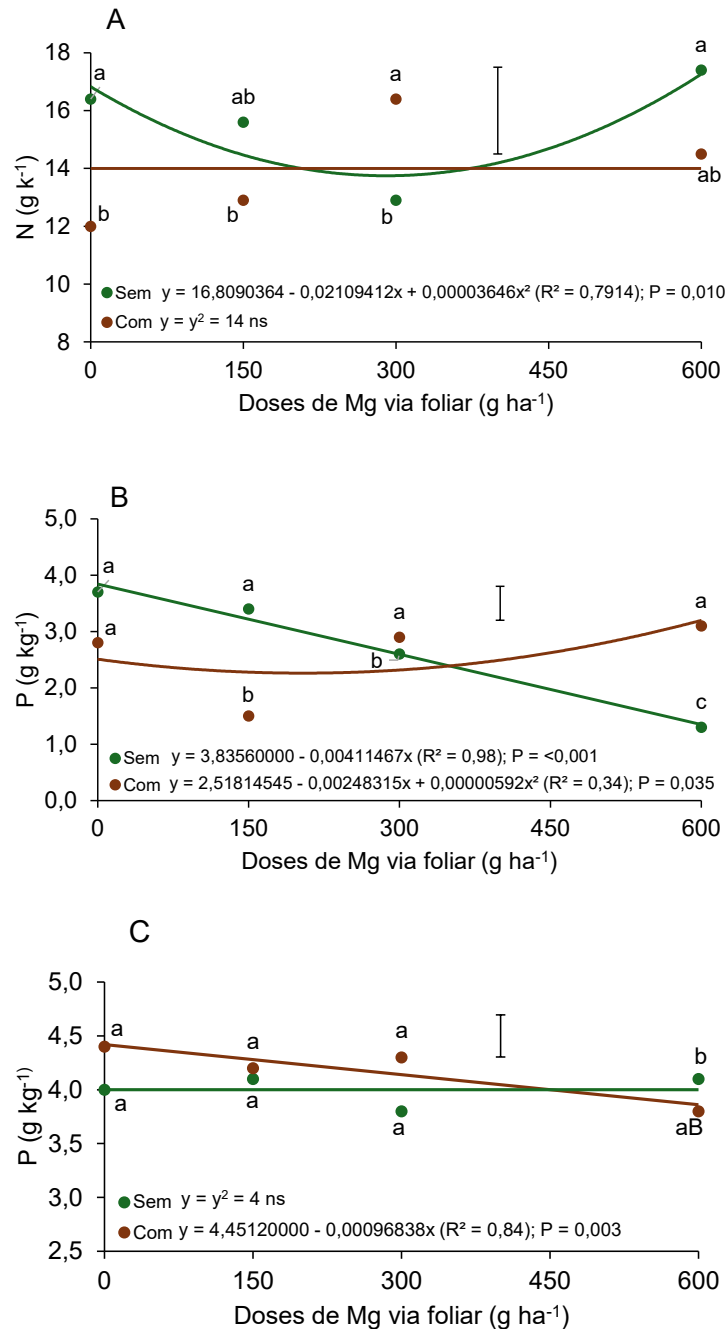 A
18
16
14
12
10
8
N (g k⁻¹)
a
ab
a
a
b
b
b
ab
Sem y = 16,8090364 - 0,02109412x + 0,00003646x² (R² = 0,7914); P = 0,010
Com y = y² = 14 ns
0 150 300 450 600
Doses de Mg via foliar (g ha⁻¹)
B
5,0
4,0
3,0
2,0
1,0
0,0
P (g kg⁻¹)
a
a
a
a
a
b
b
c
Sem y = 3,83560000 - 0,00411467x (R² = 0,98); P = <0,001
Com y = 2,51814545 - 0,00248315x + 0,00000592x² (R² = 0,34); P = 0,035
0 150 300 450 600
Doses de Mg via foliar (g ha⁻¹)
C
5,0
4,5
4,0
3,5
3,0
2,5
P (g kg⁻¹⁾
a
a
a
b
a
a
a
aB
Sem y = y² = 4 ns
Com y = 4,45120000 - 0,00096838x (R² = 0,84); P = 0,003
0 150 300 450 600
Doses de Mg via foliar (g ha⁻¹)